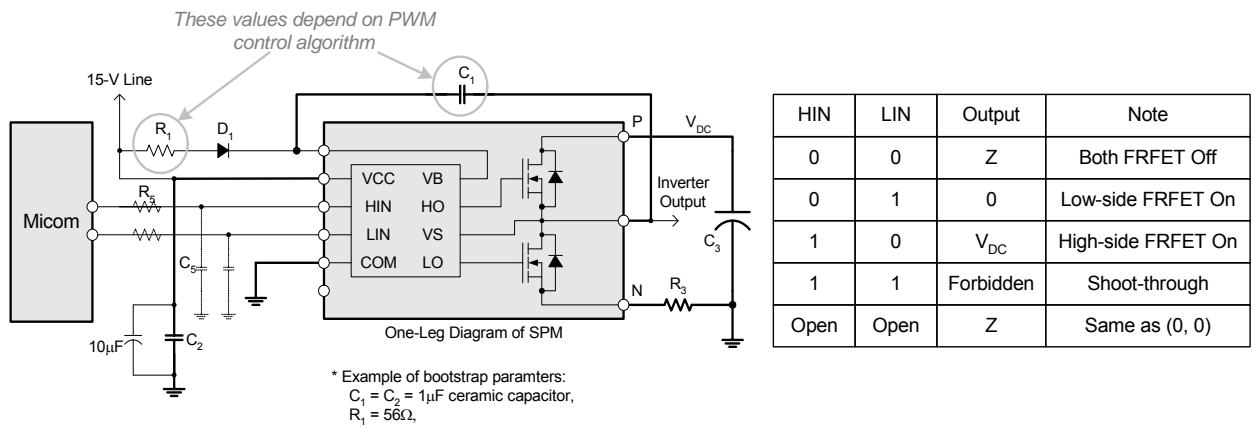 These values depend on PWM
control algorithm
15-V Line
R1
D1
C1
P
VDC
Micom
R5
C5
VCC
VB
HIN
HO
LIN
VS
COM
LO
Inverter
Output
C3
N
R3
10μF
C2
One-Leg Diagram of SPM
* Example of bootstrap paramters:
C1 = C2 = 1μF ceramic capacitor,
R1 = 56Ω,
HIN LIN Output Note
0 0 Z Both FRFET Off
0 1 0 Low-side FRFET On
1 0 VDC High-side FRFET On
1 1 Forbidden Shoot-through
Open Open Z Same as (0, 0)